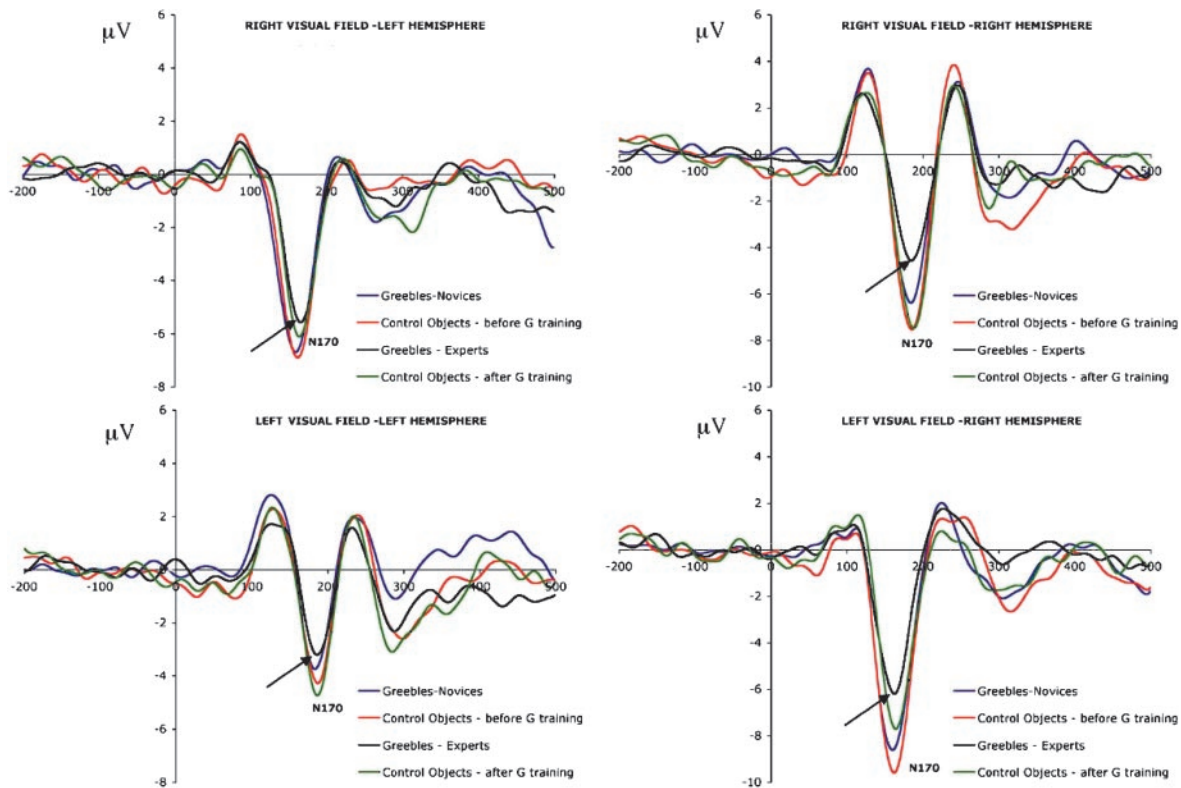 μV
RIGHT VISUAL FIELD -LEFT HEMISPHERE
6
4
2
0
-2
-4
-6
-8
-200 -100 0 100 200 300 400 500
N170
Greebles-Novices
Control Objects - before G training
Greebles - Experts
Control Objects - after G training
μV
RIGHT VISUAL FIELD -RIGHT HEMISPHERE
6
4
2
0
-2
-4
-6
-8
-10
-200 -100 0 100 200 300 400 500
N170
Greebles-Novices
Control Objects - before G training
Greebles - Experts
Control Objects - after G training
μV
LEFT VISUAL FIELD -LEFT HEMISPHERE
6
4
2
0
-2
-4
-6
-8
-200 -100 0 100 200 300 400 500
N170
Greebles-Novices
Control Objects - before G training
Greebles - Experts
Control Objects - after G training
μV
LEFT VISUAL FIELD -RIGHT HEMISPHERE
6
4
2
0
-2
-4
-6
-8
-10
-200 -100 0 100 200 300 400 500
N170
Greebles-Novices
Control Objects - before G training
Greebles - Experts
Control Objects - after G training